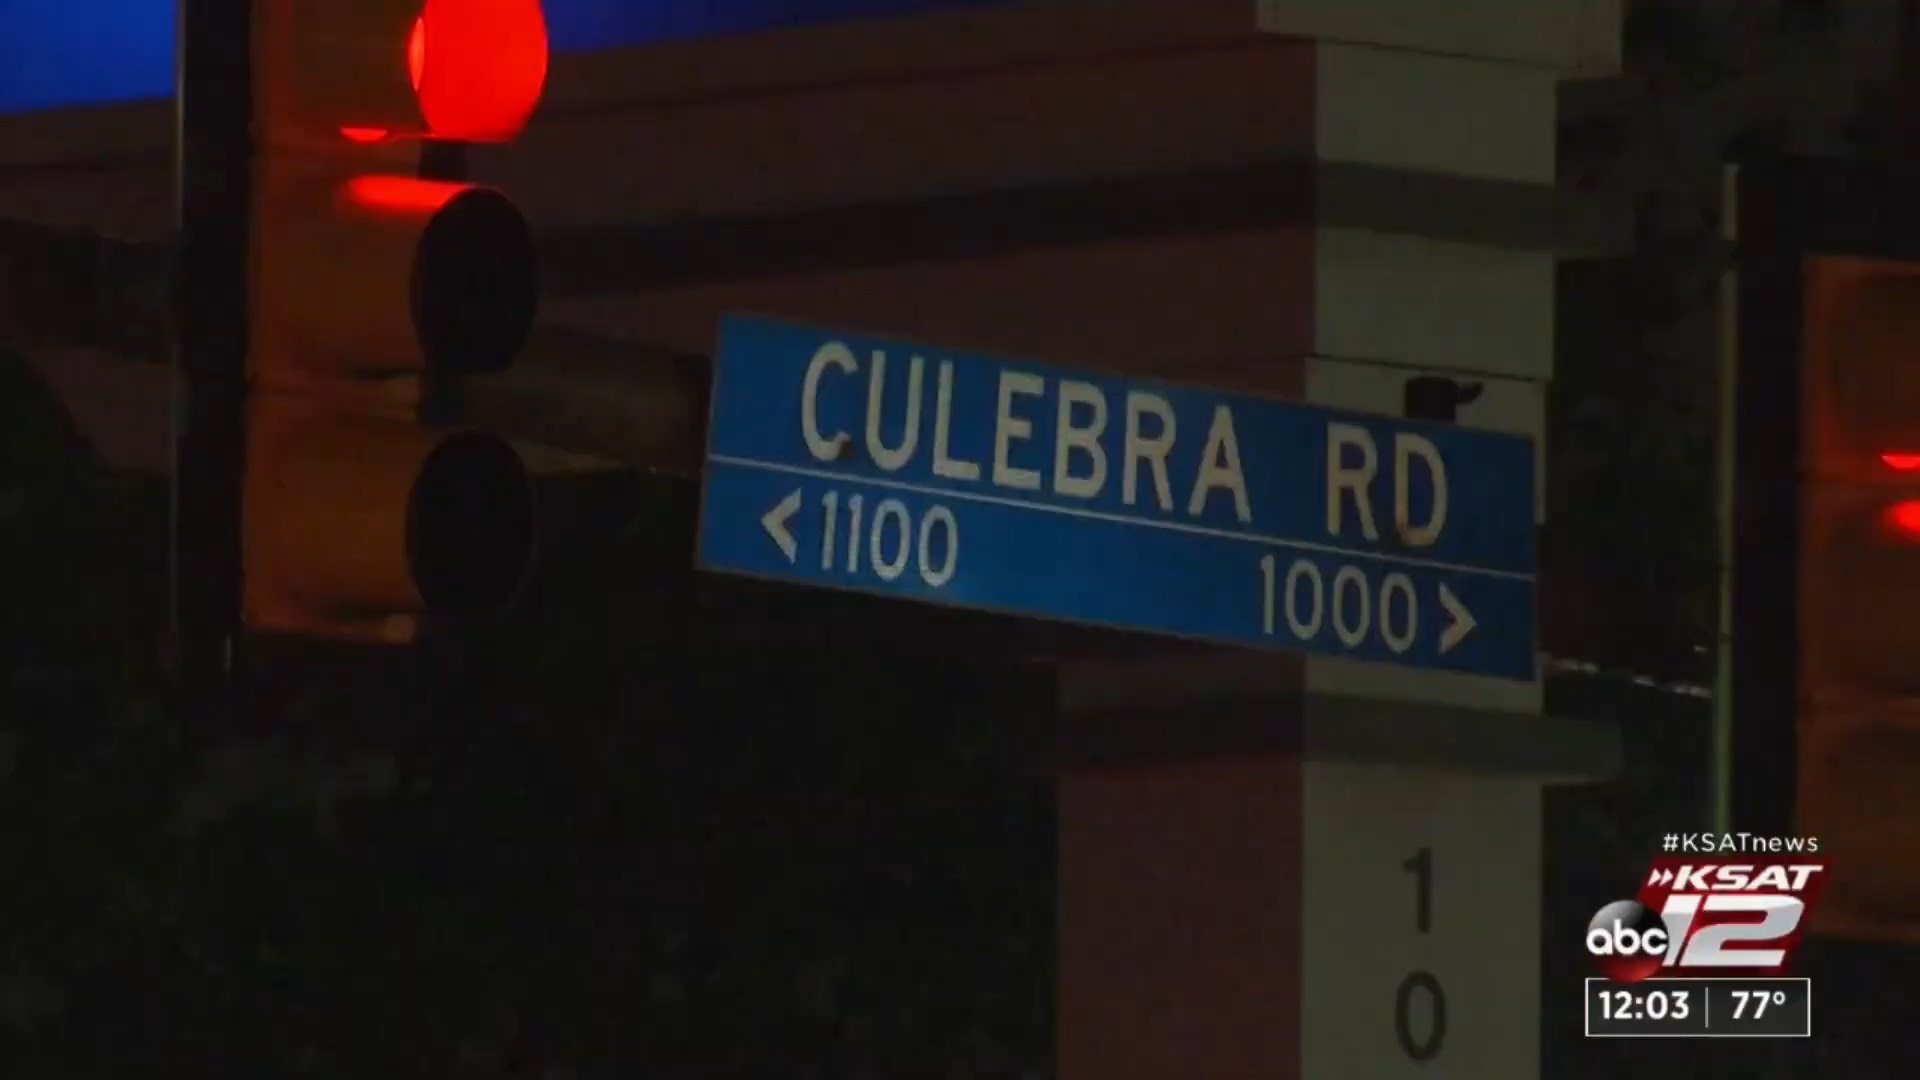 CULEBRA RD
<1100 1000>
1
0
#KSATnews
KSAT
abc 12
12:03 77°